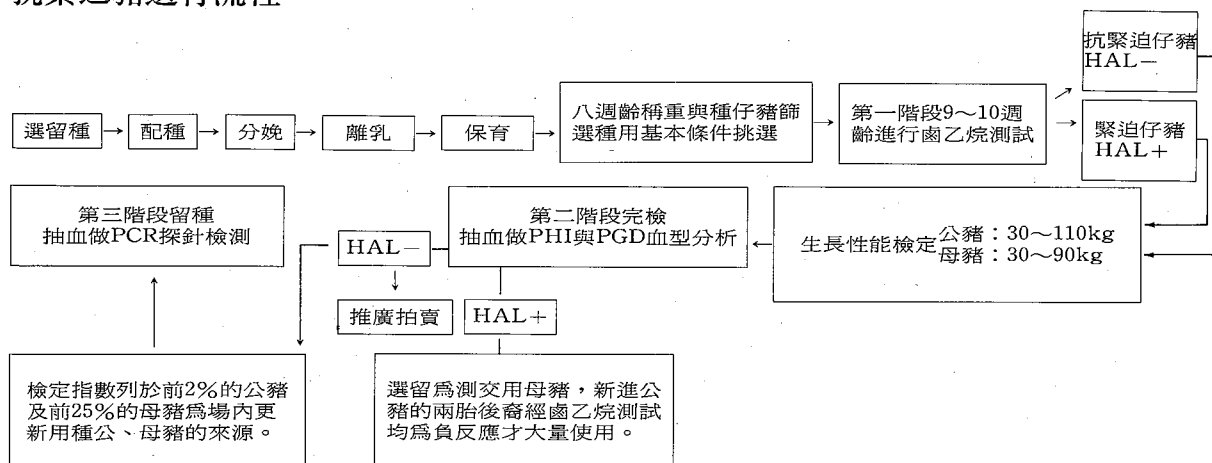 選留種
配種
分娩
離乳
保育
八週齡稱重與種仔豬篩
選種用基本條件挑選
第一階段9～10週
齡進行鹵乙烷測試
抗緊迫仔豬
HAL－
緊迫仔豬
HAL＋
生長性能檢定
公豬：30～110kg
母豬：30～90kg
第二階段完檢
抽血做PHI與PGD血型分析
HAL－
推廣拍賣
HAL＋
第三階段留種
抽血做PCR探針檢測
檢定指數列於前2%的公豬
及前25%的母豬爲場內更
新用種公、母豬的來源。
選留爲測交用母豬，新進公
豬的兩胎後裔經鹵乙烷測試
均爲負反應才大量使用。